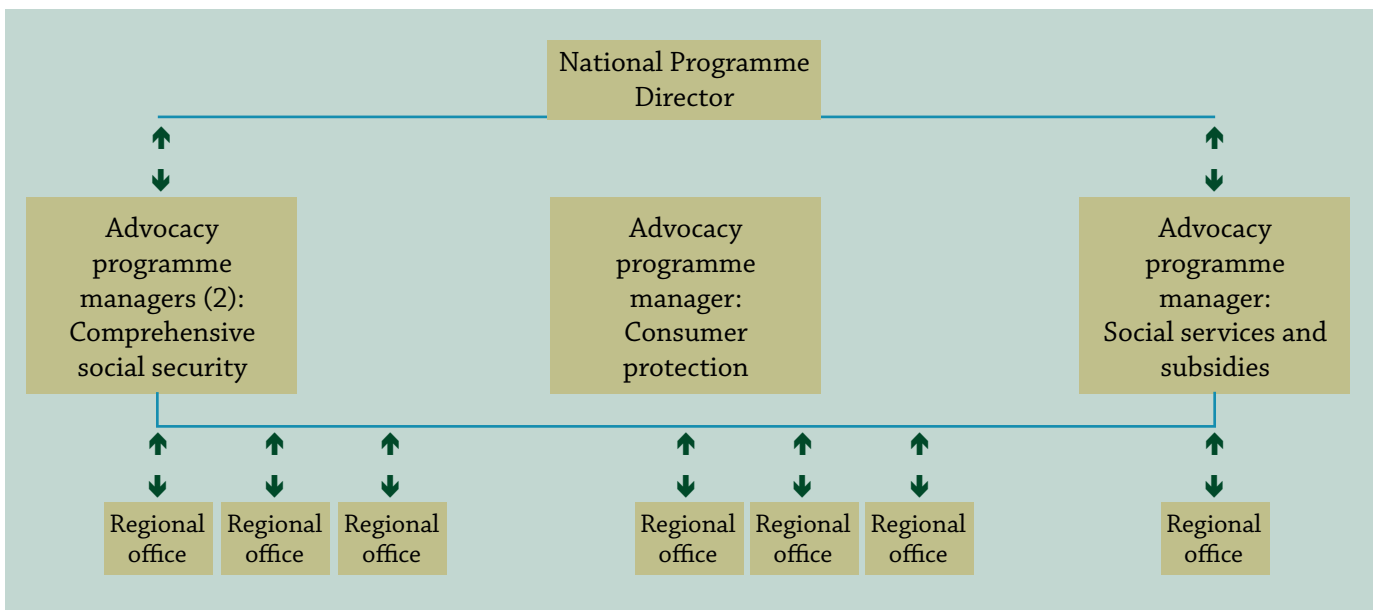 National Programme
Director
Advocacy
programme
managers (2):
Comprehensive
social security
Advocacy
programme
manager:
Consumer
protection
Advocacy
programme
manager:
Social services and
subsidies
Regional
office
Regional
office
Regional
office
Regional
office
Regional
office
Regional
office
Regional
office